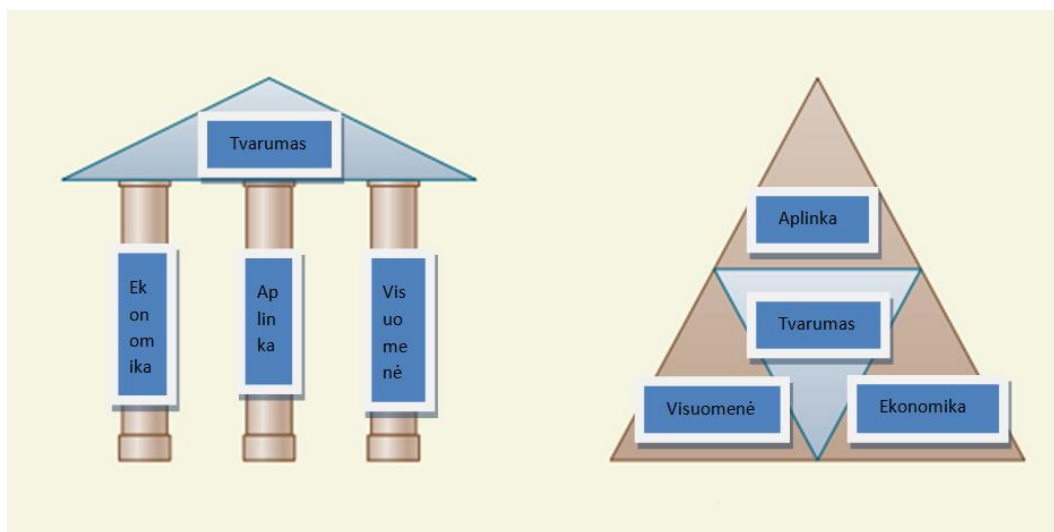 Tvarumas
Ek
on
om
ika
Ap
lin
ka
Vis
uo
me
nė
Aplinka
Tvarumas
Visuomenė
Ekonomika